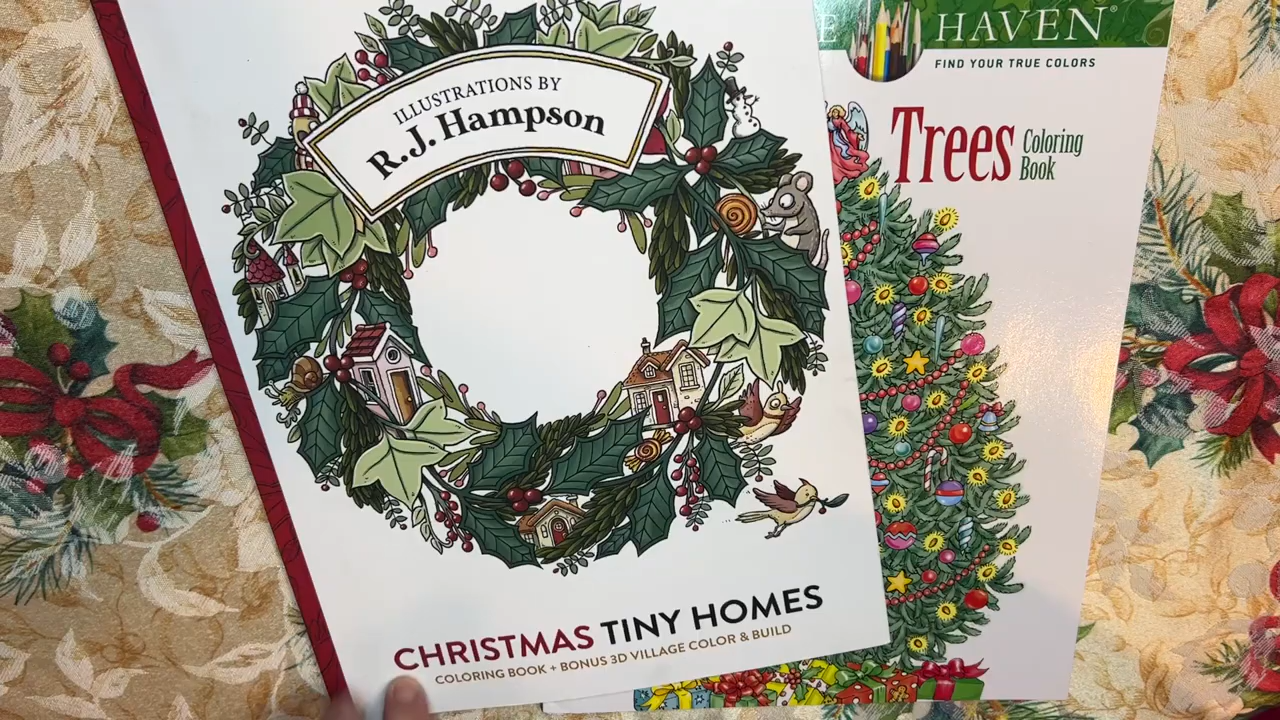 ILLUSTRATIONS BY
R.J. Hampson
CHRISTMAS TINY HOMES
COLORING BOOK + BONUS 3D VILLAGE COLOR & BUILD
E HAVEN®
FIND YOUR TRUE COLORS
Trees Coloring
Book